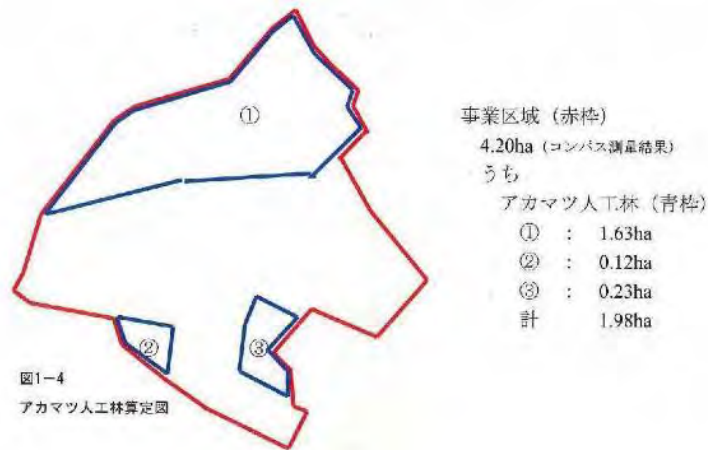 ①
事業区域（赤枠）
4.20ha（コンパス測量結果）
うち
アカマツ人工林（青枠）
① ： 1.63ha
② ： 0.12ha
③ ： 0.23ha
計 1.98ha
②
③
図1-4
アカマツ人工林算定図